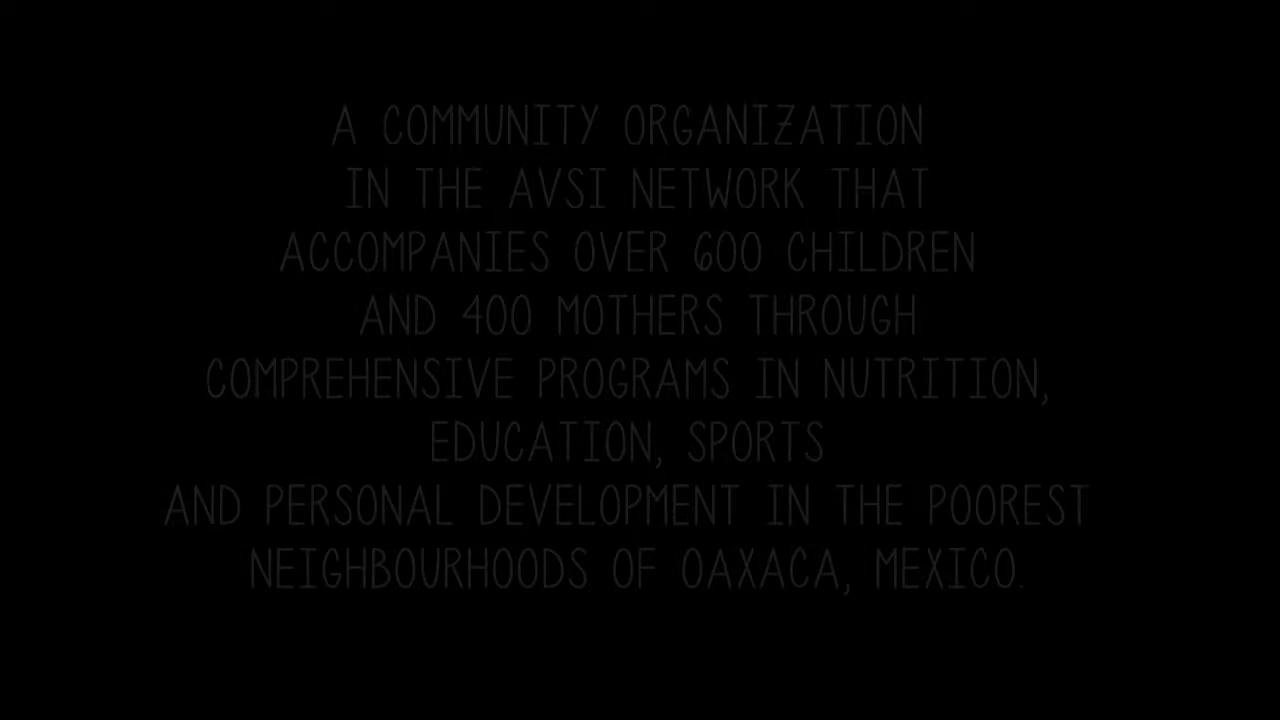 A COMMUNITY ORGANIZATION
IN THE AVSI NETWORK THAT
ACCOMPANIES OVER 600 CHILDREN
AND 400 MOTHERS THROUGH
COMPREHENSIVE PROGRAMS IN NUTRITION,
EDUCATION, SPORTS
AND PERSONAL DEVELOPMENT IN THE POOREST
NEIGHBOURHOODS OF OAXACA, MEXICO.